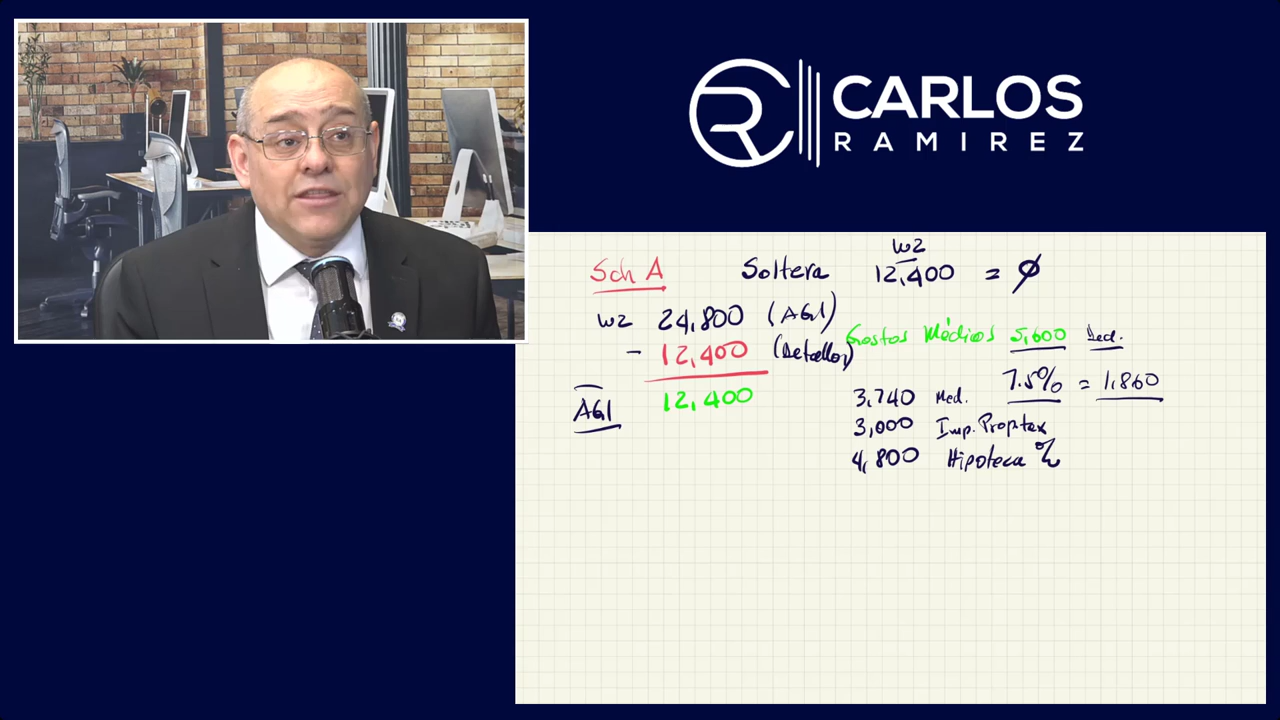 CARLOS
RAMIREZ
W2
Sch A Soltera 12,400 = ∅
W2 24,800 (AGI)
Gastos Médicos 5,600 Ded.
- 12,400 (Detallor)
7.5% = 1,860
AGI 12,400
3,740 Med.
3,000 Imp. Proptax
4,800 Hipoteca %